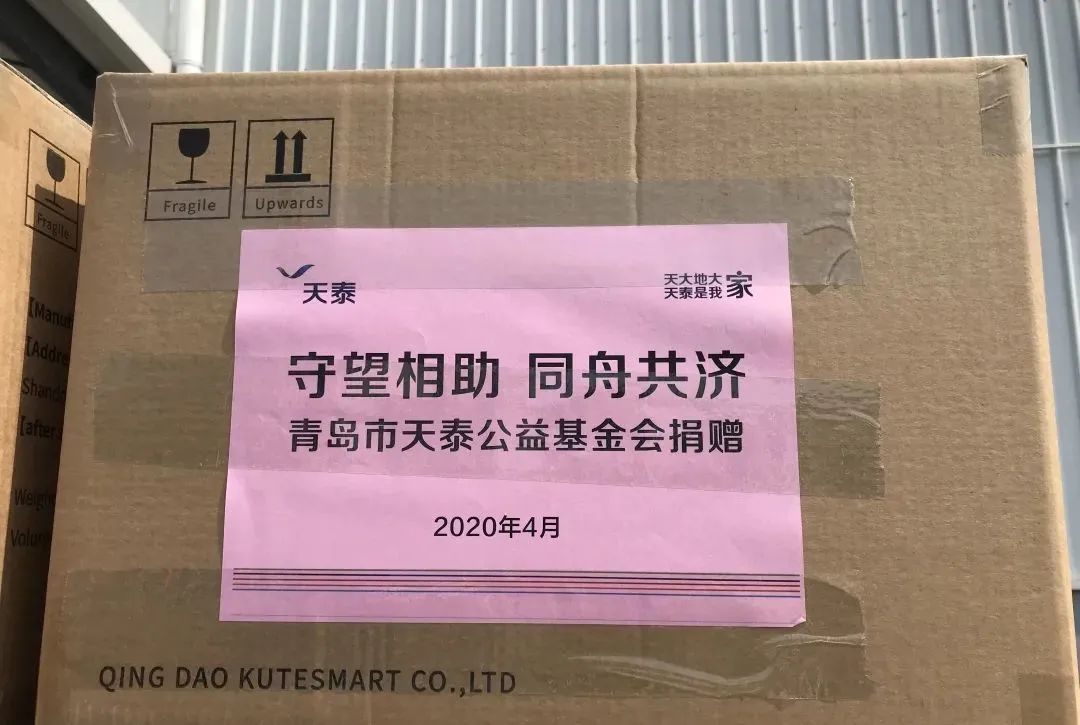 Fragile
Upwards
Fragile
天泰
天大地大
天泰是我
家
守望相助 同舟共济
青岛市天泰公益基金会捐赠
2020年4月
QING DAO KUTESMART CO.,LTD